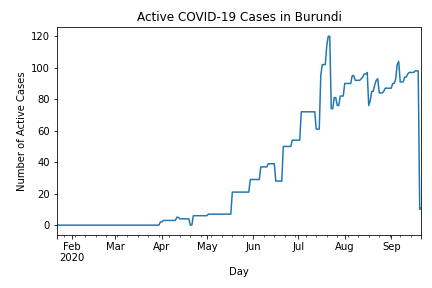 Active COVID-19 Cases in Burundi
120
100
80
60
40
20
0
Number of Active Cases
Feb Mar Apr May Jun Jul Aug Sep
2020
Day